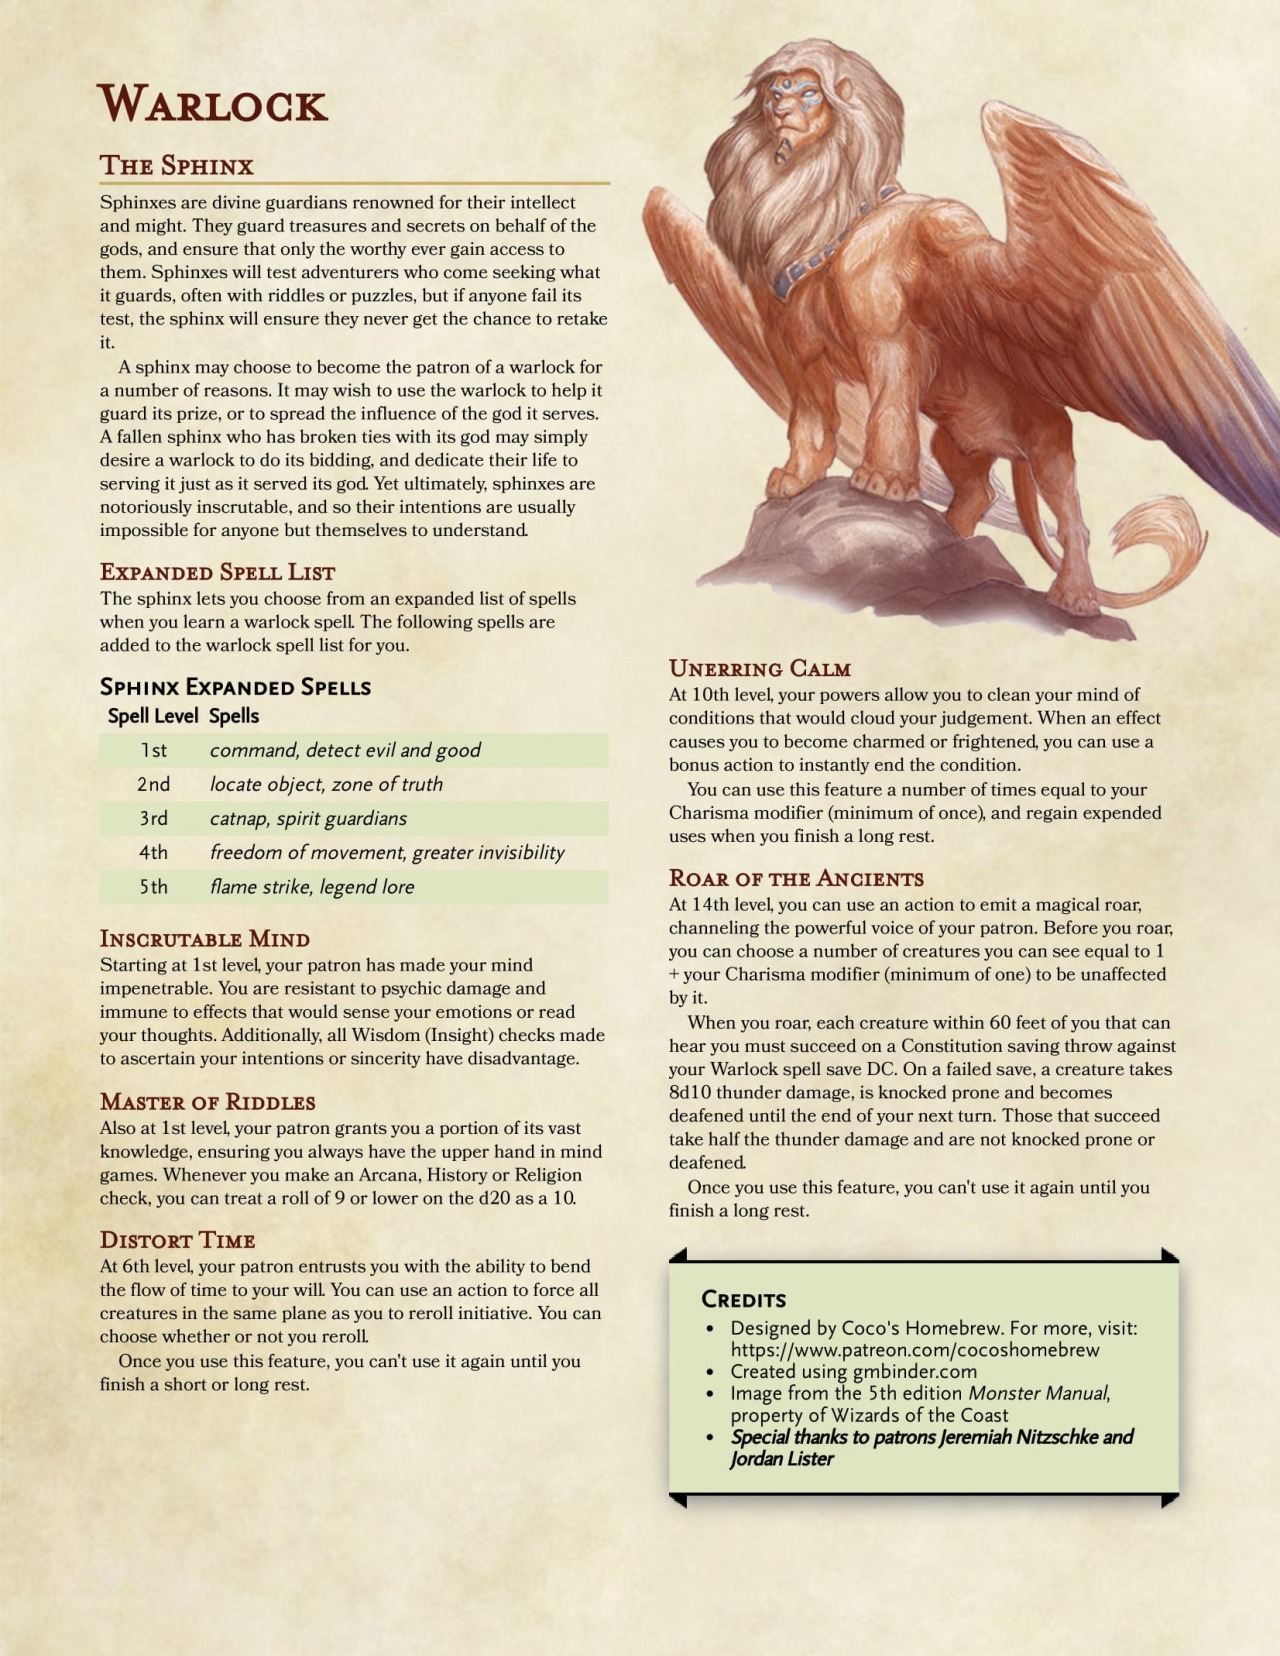 Warlock
The Sphinx
Sphinxes are divine guardians renowned for their intellect
and might. They guard treasures and secrets on behalf of the
gods, and ensure that only the worthy ever gain access to
them. Sphinxes will test adventurers who come seeking what
it guards, often with riddles or puzzles, but if anyone fail its
test, the sphinx will ensure they never get the chance to retake
it.
A sphinx may choose to become the patron of a warlock for
a number of reasons. It may wish to use the warlock to help it
guard its prize, or to spread the influence of the god it serves.
A fallen sphinx who has broken ties with its god may simply
desire a warlock to do its bidding, and dedicate their life to
serving it just as it served its god. Yet ultimately, sphinxes are
notoriously inscrutable, and so their intentions are usually
impossible for anyone but themselves to understand.
Expanded Spell List
The sphinx lets you choose from an expanded list of spells
when you learn a warlock spell. The following spells are
added to the warlock spell list for you.
Sphinx Expanded Spells
Spell Level Spells
1st command, detect evil and good
2nd locate object, zone of truth
3rd catnap, spirit guardians
4th freedom of movement, greater invisibility
5th flame strike, legend lore
Inscrutable Mind
Starting at 1st level, your patron has made your mind
impenetrable. You are resistant to psychic damage and
immune to effects that would sense your emotions or read
your thoughts. Additionally, all Wisdom (Insight) checks made
to ascertain your intentions or sincerity have disadvantage.
Master of Riddles
Also at 1st level, your patron grants you a portion of its vast
knowledge, ensuring you always have the upper hand in mind
games. Whenever you make an Arcana, History or Religion
check, you can treat a roll of 9 or lower on the d20 as a 10.
Distort Time
At 6th level, your patron entrusts you with the ability to bend
the flow of time to your will. You can use an action to force all
creatures in the same plane as you to reroll initiative. You can
choose whether or not you reroll.
Once you use this feature, you can't use it again until you
finish a short or long rest.
Unerring Calm
At 10th level, your powers allow you to clean your mind of
conditions that would cloud your judgement. When an effect
causes you to become charmed or frightened, you can use a
bonus action to instantly end the condition.
You can use this feature a number of times equal to your
Charisma modifier (minimum of once), and regain expended
uses when you finish a long rest.
Roar of the Ancients
At 14th level, you can use an action to emit a magical roar,
channeling the powerful voice of your patron. Before you roar,
you can choose a number of creatures you can see equal to 1
+ your Charisma modifier (minimum of one) to be unaffected
by it.
When you roar, each creature within 60 feet of you that can
hear you must succeed on a Constitution saving throw against
your Warlock spell save DC. On a failed save, a creature takes
8d10 thunder damage, is knocked prone and becomes
deafened until the end of your next turn. Those that succeed
take half the thunder damage and are not knocked prone or
deafened.
Once you use this feature, you can't use it again until you
finish a long rest.
Credits
• Designed by Coco's Homebrew. For more, visit:
https://www.patreon.com/cocoshomebrew
• Created using gmbinder.com
• Image from the 5th edition Monster Manual,
property of Wizards of the Coast
• Special thanks to patrons Jeremiah Nitzschke and
Jordan Lister